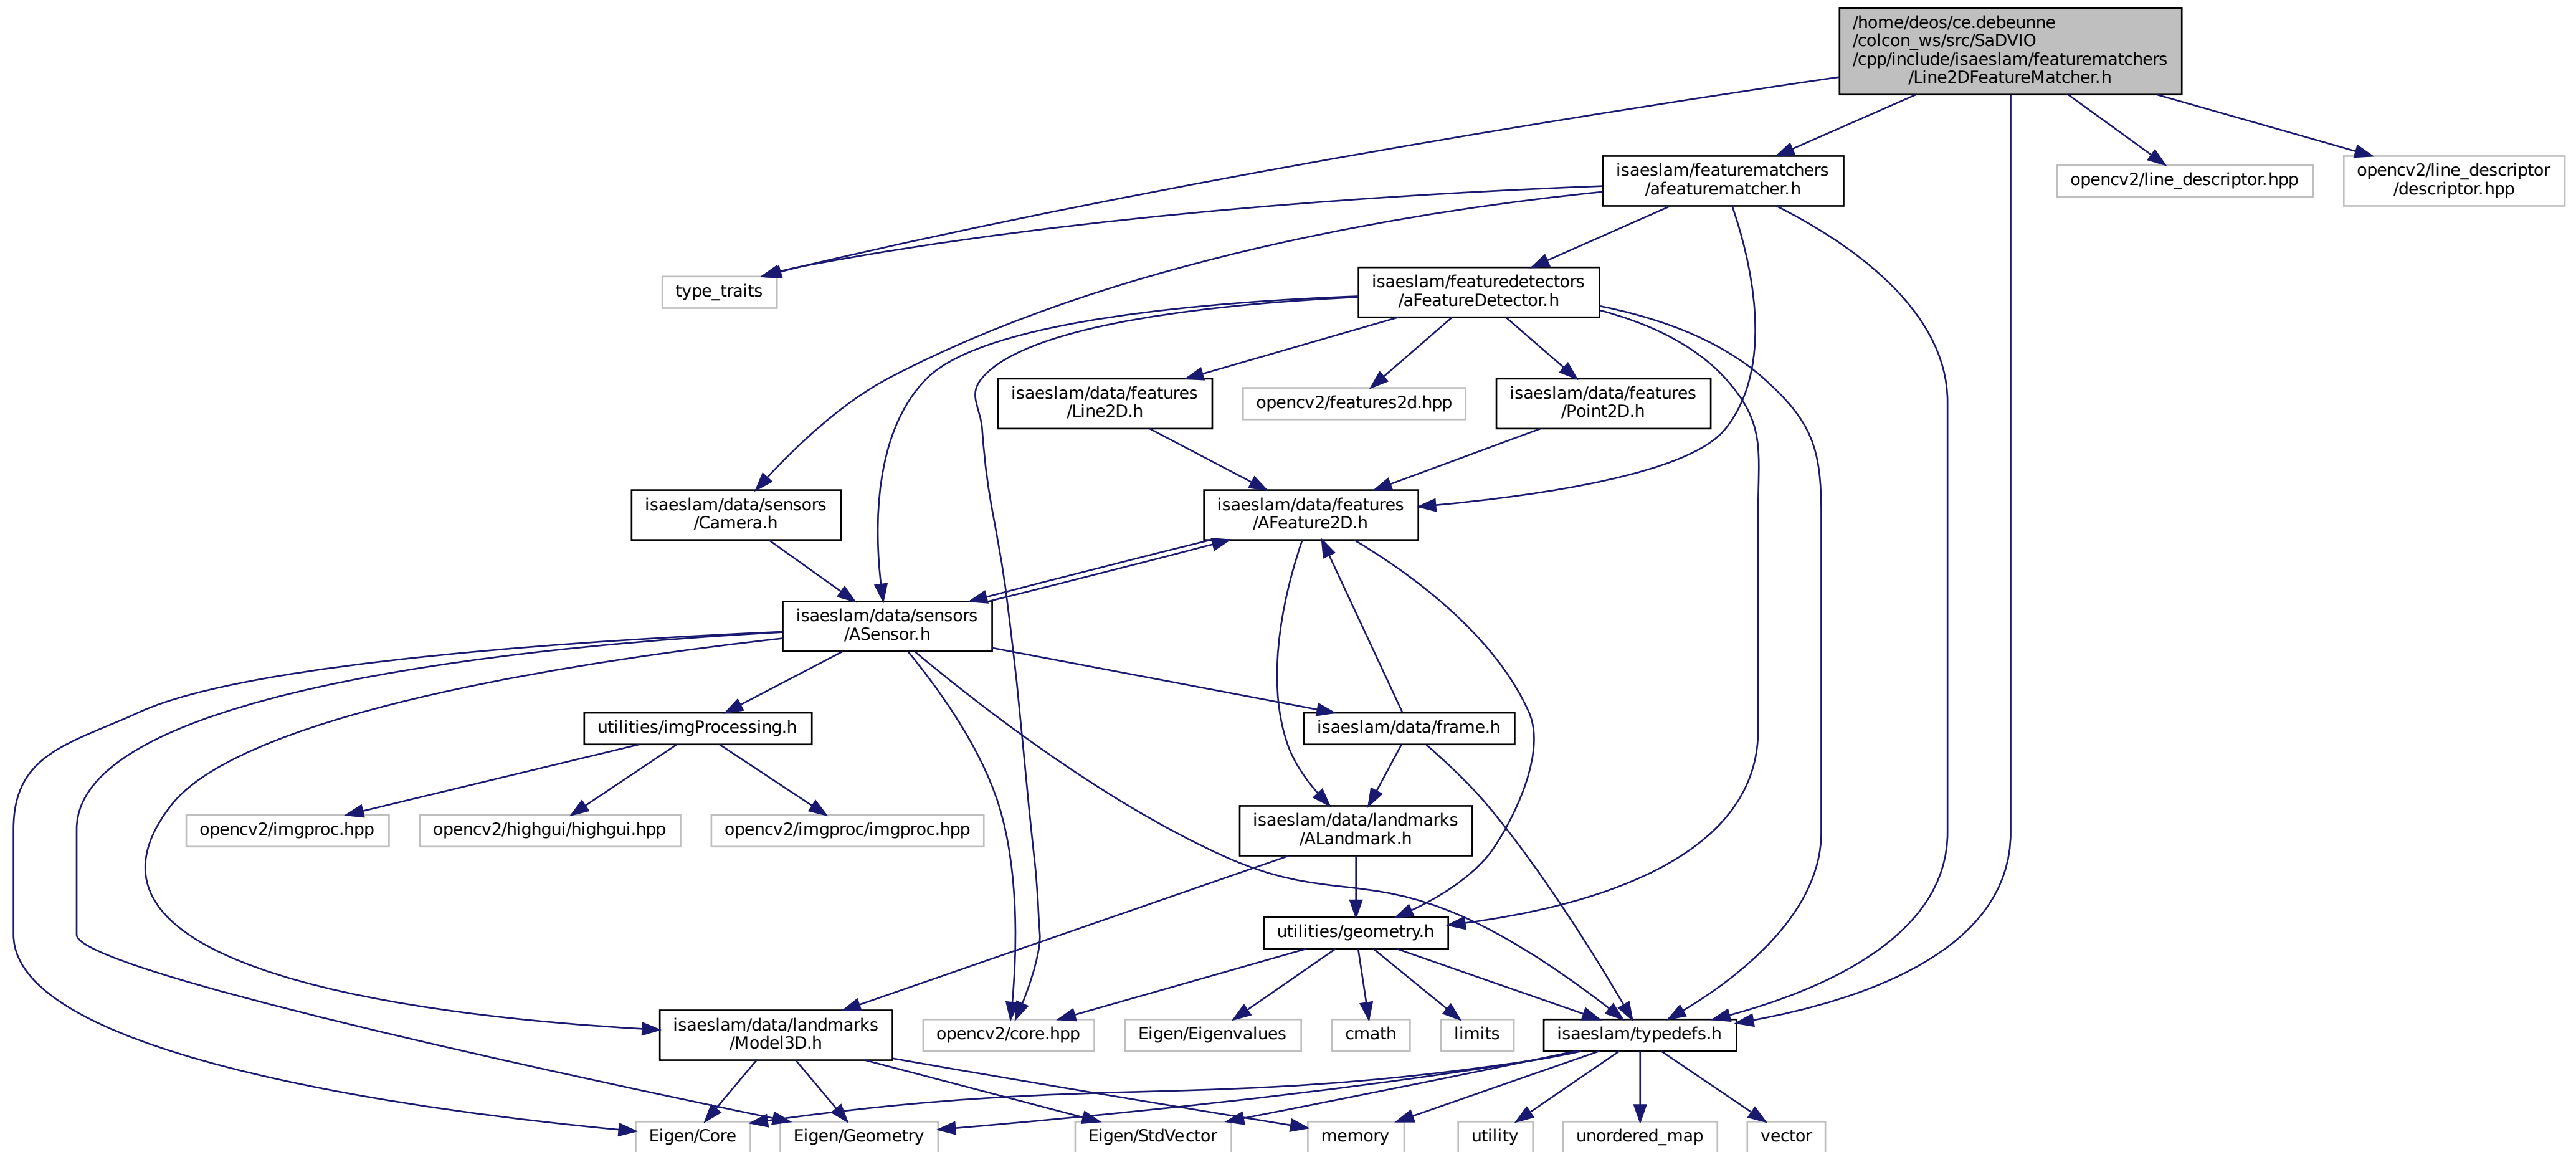 /home/deos/ce.debeunne
/colcon_ws/src/SaDVIO
/cpp/include/isaeslam/featurematchers
/Line2DFeatureMatcher.h
isaeslam/featurematchers
/afeaturematcher.h
opencv2/line_descriptor.hpp
opencv2/line_descriptor
/descriptor.hpp
type_traits
isaeslam/featuredetectors
/aFeatureDetector.h
isaeslam/data/features
/Line2D.h
opencv2/features2d.hpp
isaeslam/data/features
/Point2D.h
isaeslam/data/sensors
/Camera.h
isaeslam/data/features
/AFeature2D.h
isaeslam/data/sensors
/ASensor.h
utilities/imgProcessing.h
isaeslam/data/frame.h
opencv2/imgproc.hpp
opencv2/highgui/highgui.hpp
opencv2/imgproc/imgproc.hpp
isaeslam/data/landmarks
/ALandmark.h
utilities/geometry.h
isaeslam/data/landmarks
/Model3D.h
opencv2/core.hpp
Eigen/Eigenvalues
cmath
limits
isaeslam/typedefs.h
Eigen/Core
Eigen/Geometry
Eigen/StdVector
memory
utility
unordered_map
vector